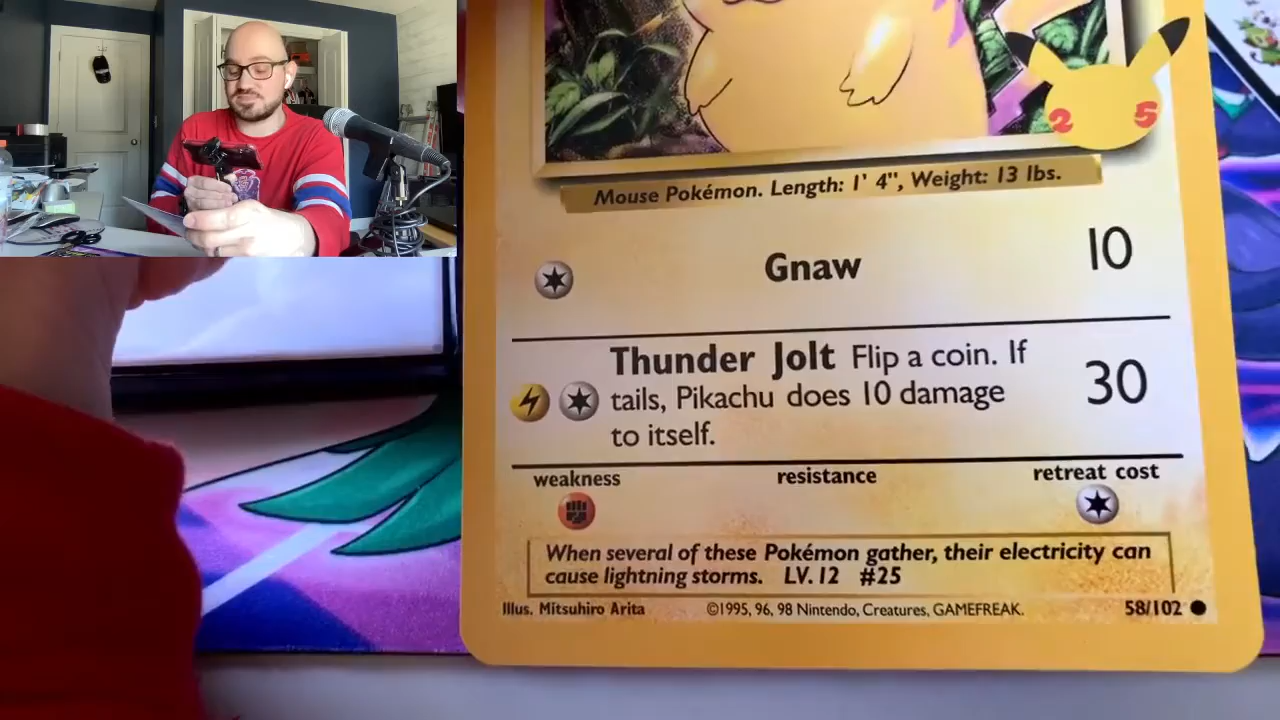 2 5
Mouse Pokémon. Length: 1' 4", Weight: 13 lbs.
Gnaw 10
Thunder Jolt Flip a coin. If
tails, Pikachu does 10 damage
to itself.
30
weakness resistance retreat cost
When several of these Pokémon gather, their electricity can
cause lightning storms. LV. 12 #25
Illus. Mitsuhiro Arita ©1995, 96, 98 Nintendo, Creatures, GAMEFREAK. 58/102